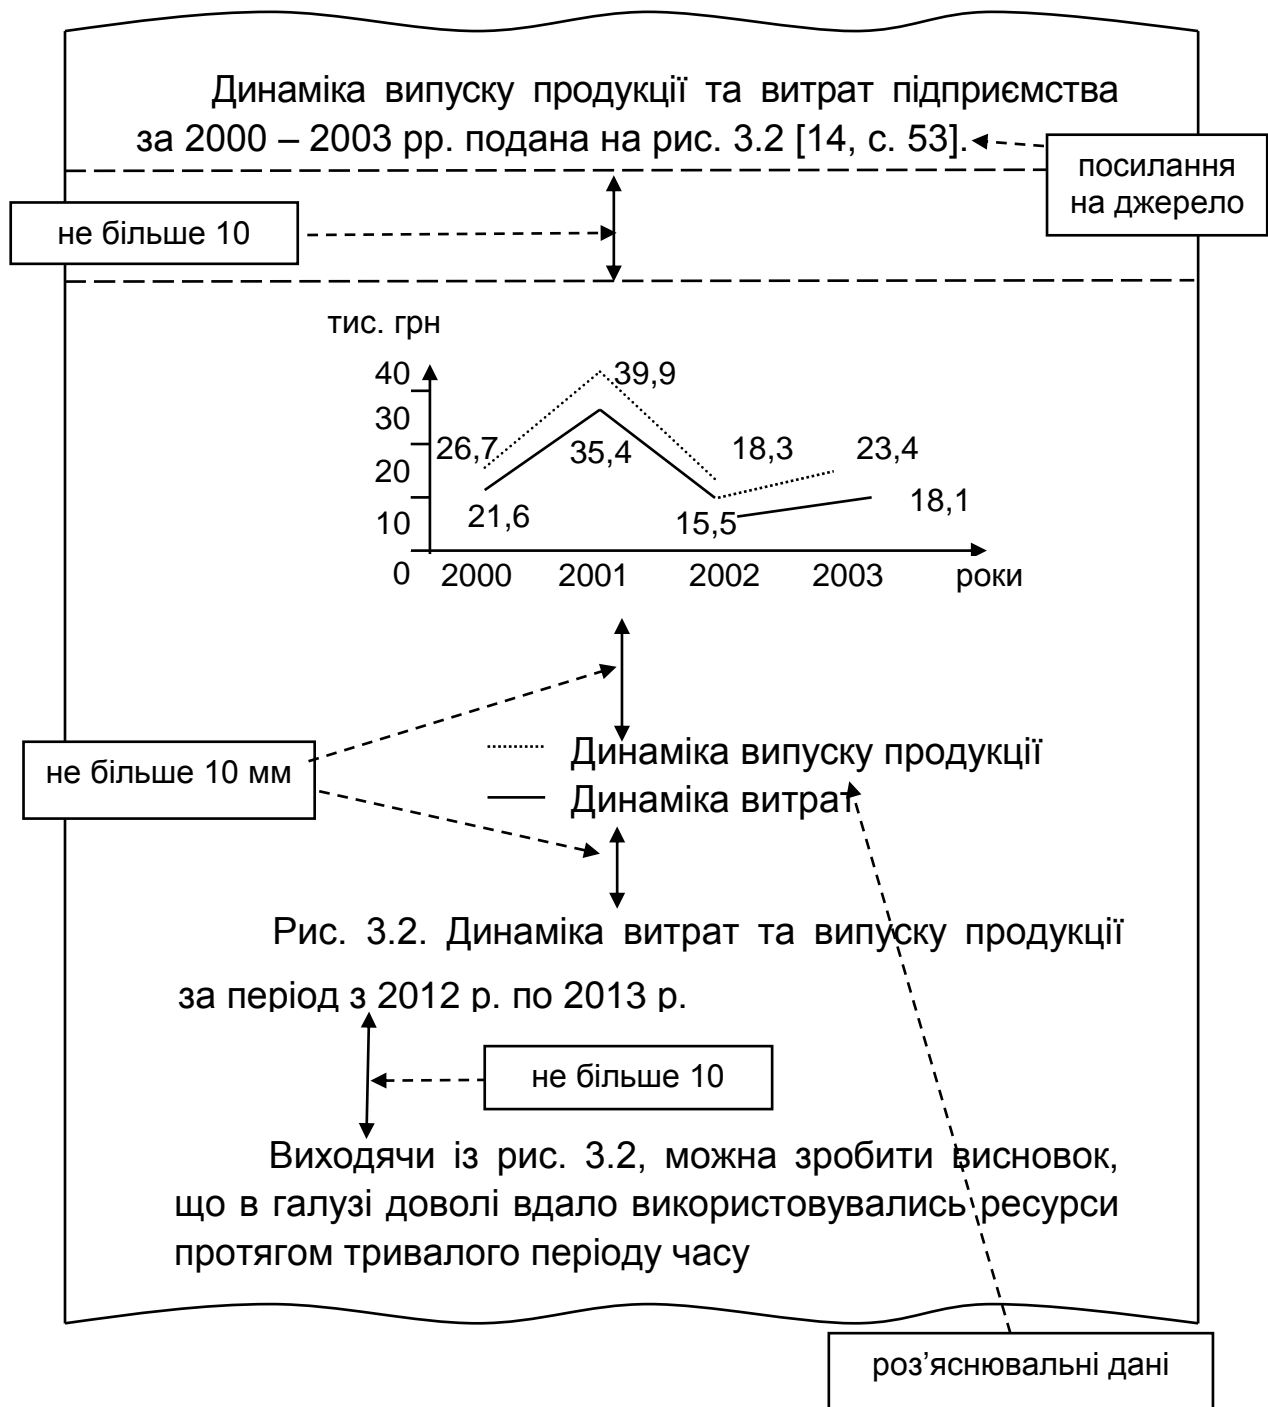 Динаміка випуску продукції та витрат підприємства
за 2000 – 2003 рр. подана на рис. 3.2 [14, с. 53].
посилання
на джерело
не більше 10
тис. грн
40
39,9
30
26,7
35,4
18,3
23,4
20
21,6
15,5
18,1
10
0 2000 2001 2002 2003 роки
не більше 10 мм
Динаміка випуску продукції
Динаміка витрат
Рис. 3.2. Динаміка витрат та випуску продукції
за період з 2012 р. по 2013 р.
не більше 10
Виходячи із рис. 3.2, можна зробити висновок,
що в галузі доволі вдало використовувались ресурси
протягом тривалого періоду часу
роз’яснювальні дані